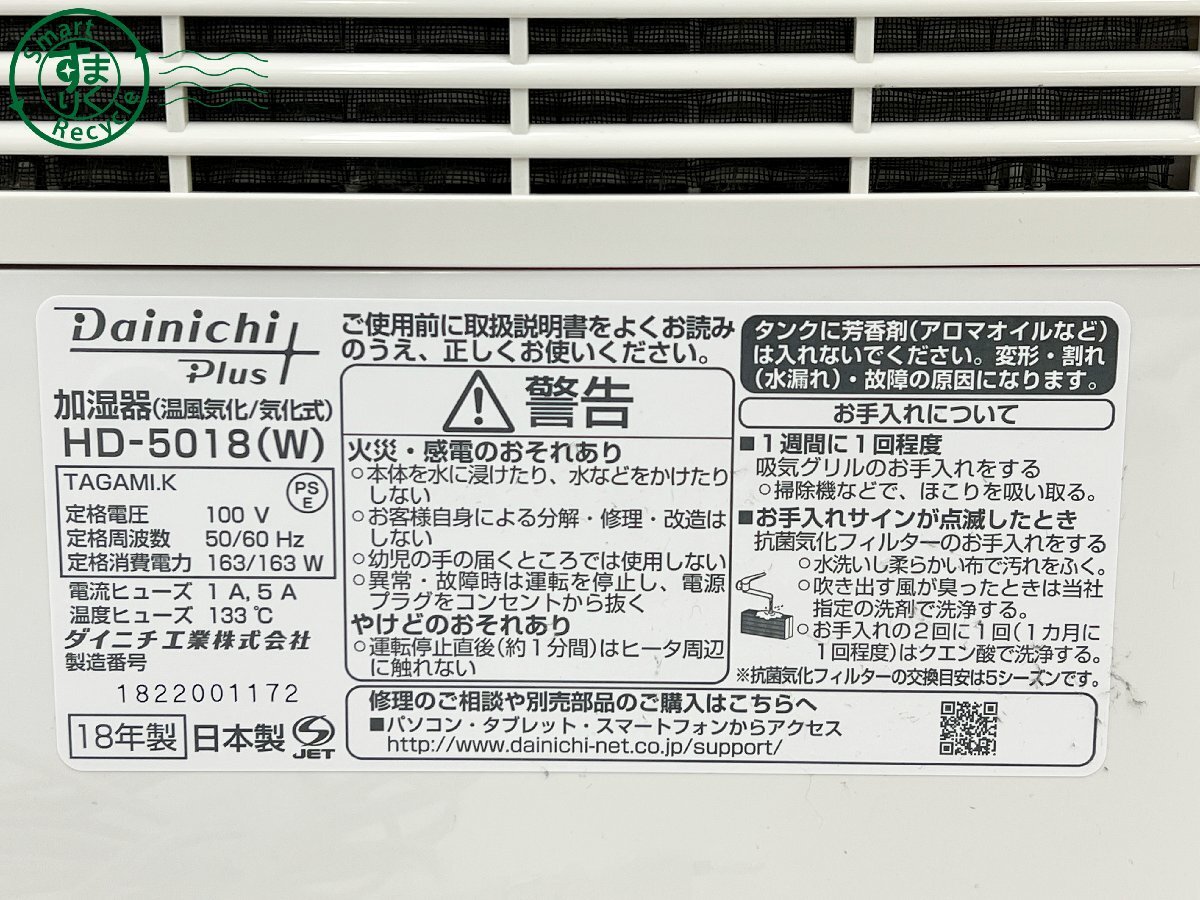 Smart
すまりく
Recycle
Dainichi
Plus
加湿器(温風気化/気化式)
HD-5018(W)
TAGAMI.K
PS
E
定格電圧 100 V
定格周波数 50/60 Hz
定格消費電力 163/163 W
電流ヒューズ 1 A, 5 A
温度ヒューズ 133 ℃
ダイニチ工業株式会社
製造番号
1822001172
18年製 日本製
JET
ご使用前に取扱説明書をよくお読み
のうえ、正しくお使いください。
警告
火災・感電のおそれあり
○本体を水に浸けたり、水などをかけたり
しない
○お客様自身による分解・修理・改造は
しない
○幼児の手の届くところでは使用しない
○異常・故障時は運転を停止し、電源
プラグをコンセントから抜く
やけどのおそれあり
○運転停止直後(約1分間)はヒータ周辺
に触れない
タンクに芳香剤(アロマオイルなど)
は入れないでください。変形・割れ
(水漏れ)・故障の原因になります。
お手入れについて
■1週間に1回程度
吸気グリルのお手入れをする
○掃除機などで、ほこりを吸い取る。
■お手入れサインが点滅したとき
抗菌気化フィルターのお手入れをする
○水洗いし柔らかい布で汚れをふく。
○吹き出す風が臭ったときは当社
指定の洗剤で洗浄する。
○お手入れの2回に1回(1カ月に
1回程度)はクエン酸で洗浄する。
※抗菌気化フィルターの交換目安は5シーズンです。
修理のご相談や別売部品のご購入はこちらへ
■パソコン・タブレット・スマートフォンからアクセス
http://www.dainichi-net.co.jp/support/